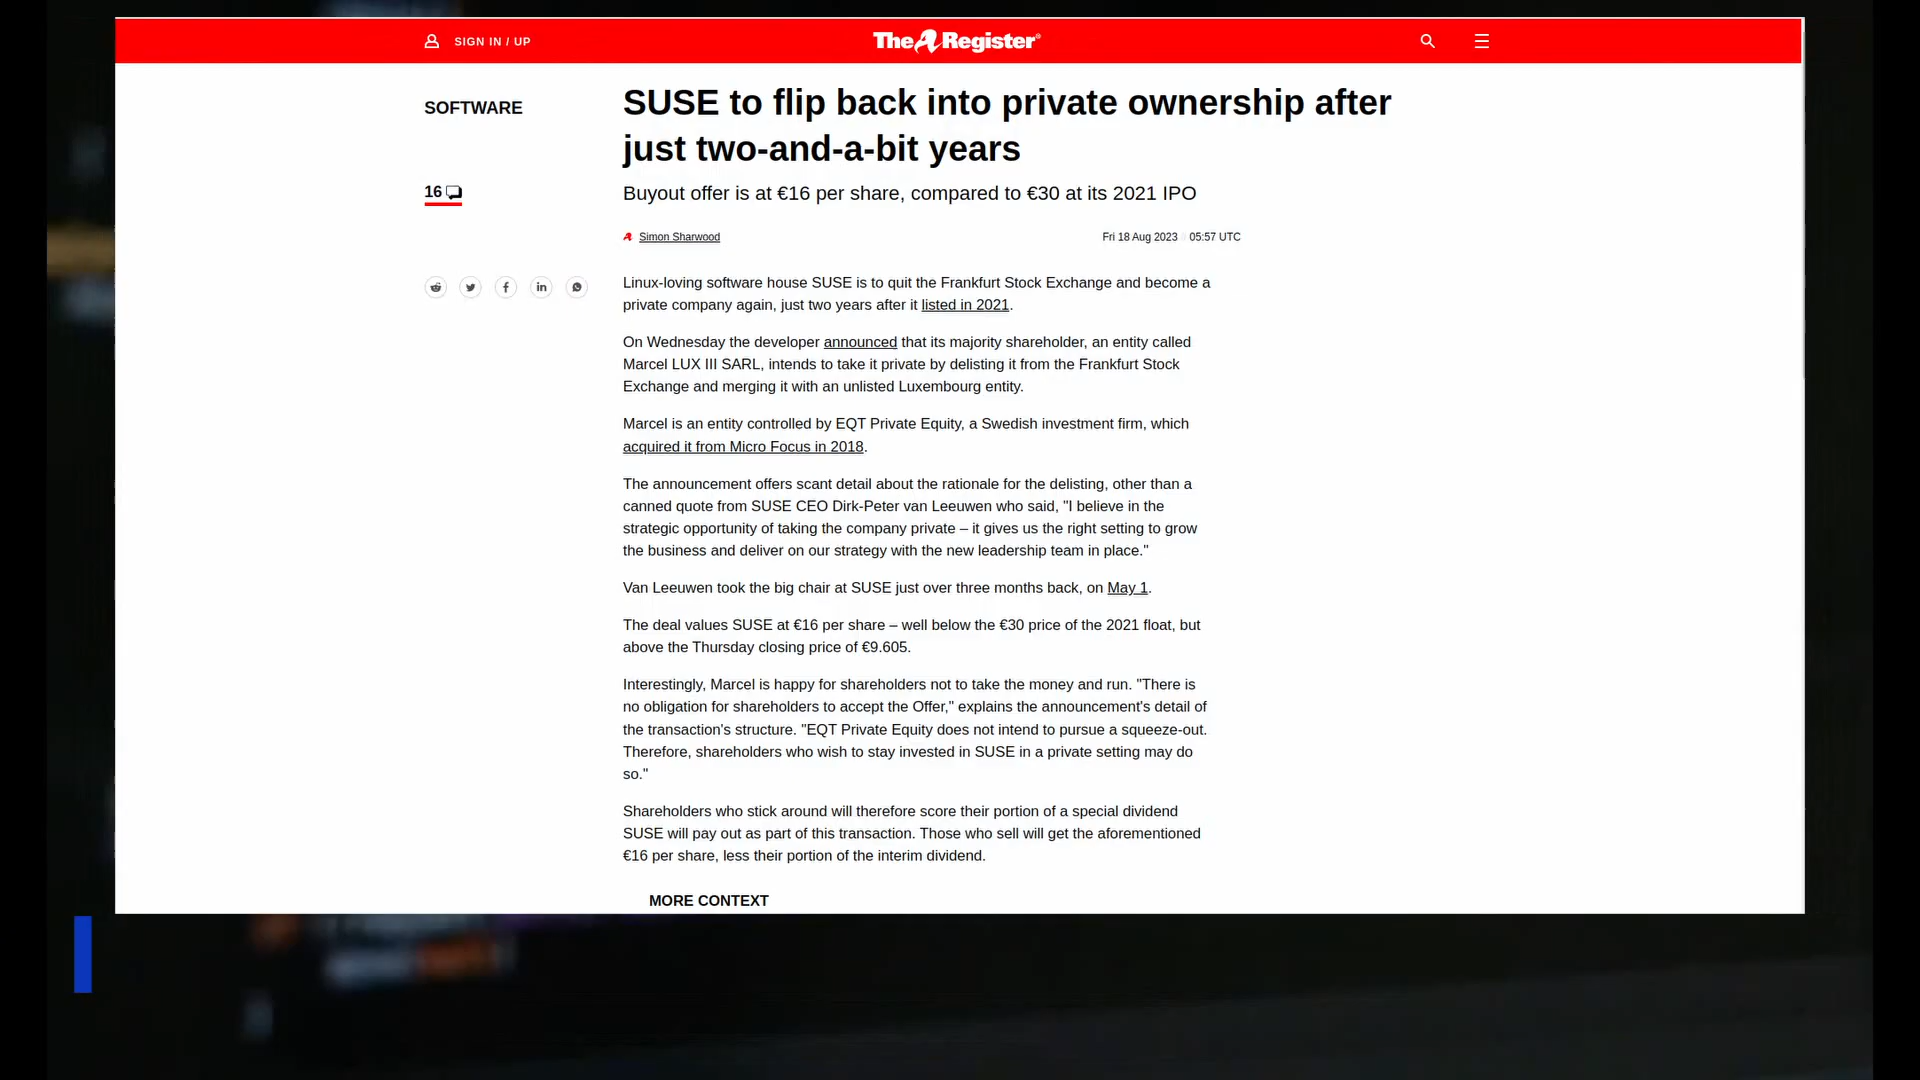 SIGN IN / UP
The Register®
SOFTWARE
SUSE to flip back into private ownership after
just two-and-a-bit years
16
Buyout offer is at €16 per share, compared to €30 at its 2021 IPO
Simon Sharwood
Fri 18 Aug 2023 05:57 UTC
Linux-loving software house SUSE is to quit the Frankfurt Stock Exchange and become a
private company again, just two years after it listed in 2021.
On Wednesday the developer announced that its majority shareholder, an entity called
Marcel LUX III SARL, intends to take it private by delisting it from the Frankfurt Stock
Exchange and merging it with an unlisted Luxembourg entity.
Marcel is an entity controlled by EQT Private Equity, a Swedish investment firm, which
acquired it from Micro Focus in 2018.
The announcement offers scant detail about the rationale for the delisting, other than a
canned quote from SUSE CEO Dirk-Peter van Leeuwen who said, "I believe in the
strategic opportunity of taking the company private – it gives us the right setting to grow
the business and deliver on our strategy with the new leadership team in place."
Van Leeuwen took the big chair at SUSE just over three months back, on May 1.
The deal values SUSE at €16 per share – well below the €30 price of the 2021 float, but
above the Thursday closing price of €9.605.
Interestingly, Marcel is happy for shareholders not to take the money and run. "There is
no obligation for shareholders to accept the Offer," explains the announcement's detail of
the transaction's structure. "EQT Private Equity does not intend to pursue a squeeze-out.
Therefore, shareholders who wish to stay invested in SUSE in a private setting may do
so."
Shareholders who stick around will therefore score their portion of a special dividend
SUSE will pay out as part of this transaction. Those who sell will get the aforementioned
€16 per share, less their portion of the interim dividend.
MORE CONTEXT